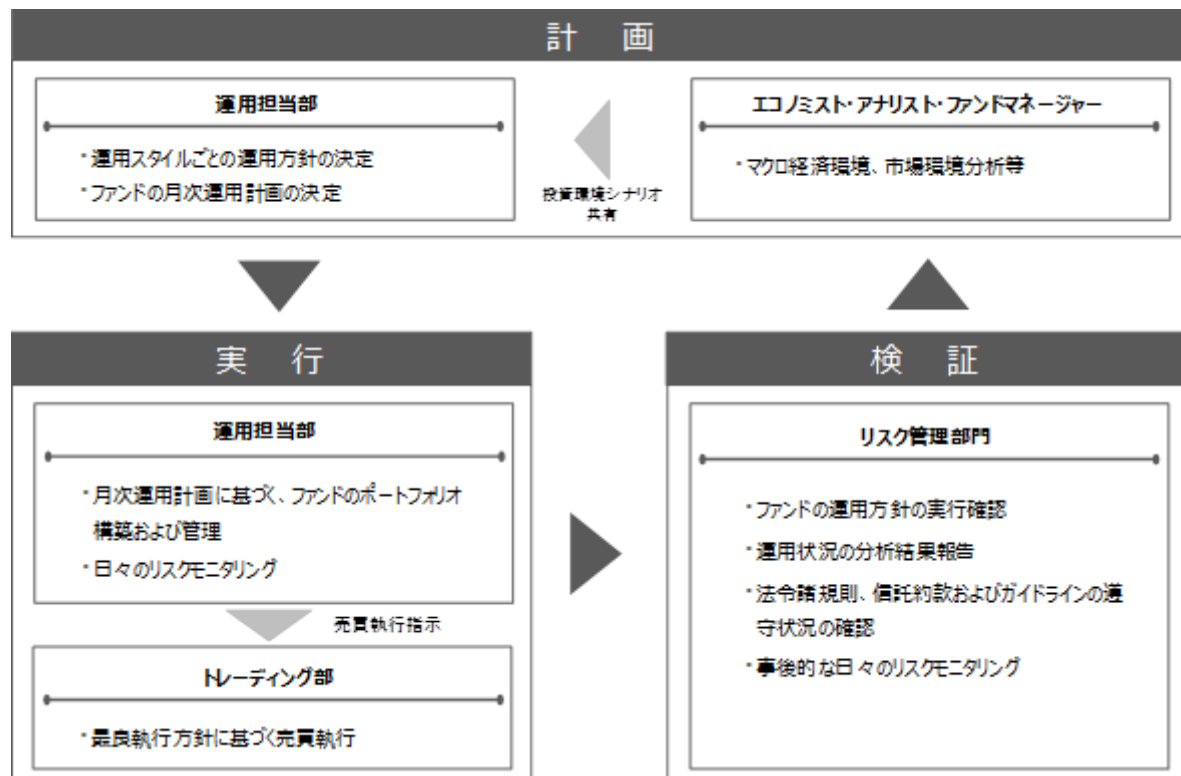 計 画
運用担当部
・運用スタイルごとの運用方針の決定
・ファンドの月次運用計画の決定
投資環境シナリオ
共有
エコノミスト・アナリスト・ファンドマネージャー
・マクロ経済環境、市場環境分析等
実 行
運用担当部
・月次運用計画に基づく、ファンドのポートフォリオ
構築および管理
・日々のリスクモニタリング
売買執行指示
トレーディング部
・最良執行方針に基づく売買執行
検 証
リスク管理部門
・ファンドの運用方針の実行確認
・運用状況の分析結果報告
・法令諸規則、信託約款およびガイドラインの遵
守状況の確認
・事後的な日々のリスクモニタリング